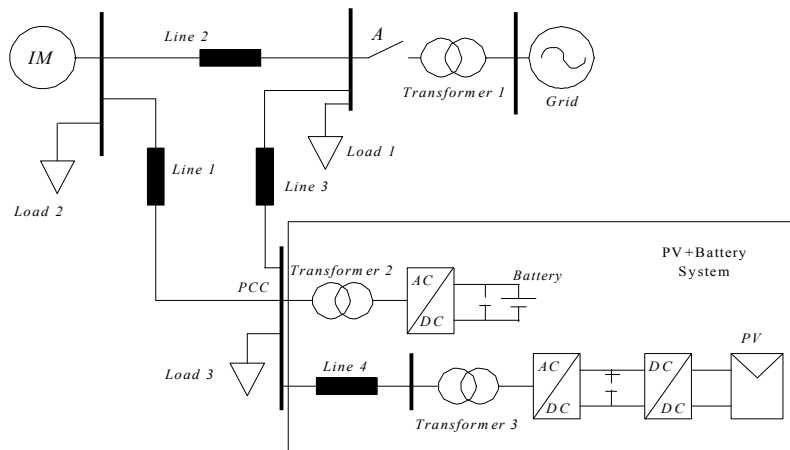 IM
Line 2
A
Transformer 1
Grid
Load 1
Load 2
Line 1
Line 3
PCC
Transformer 2
AC
DC
Battery
PV+Battery
System
Load 3
Line 4
Transformer 3
AC
DC
DC
DC
PV